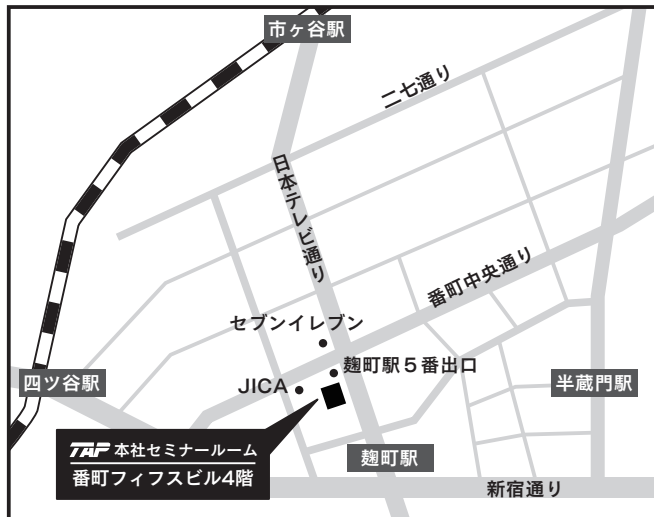 市ヶ谷駅
二七通り
日本テレビ通り
番町中央通り
セブンイレブン
麹町駅5番出口
JICA
四ツ谷駅
半蔵門駅
TAP 本社セミナールーム
番町フィフスビル4階
麹町駅
新宿通り